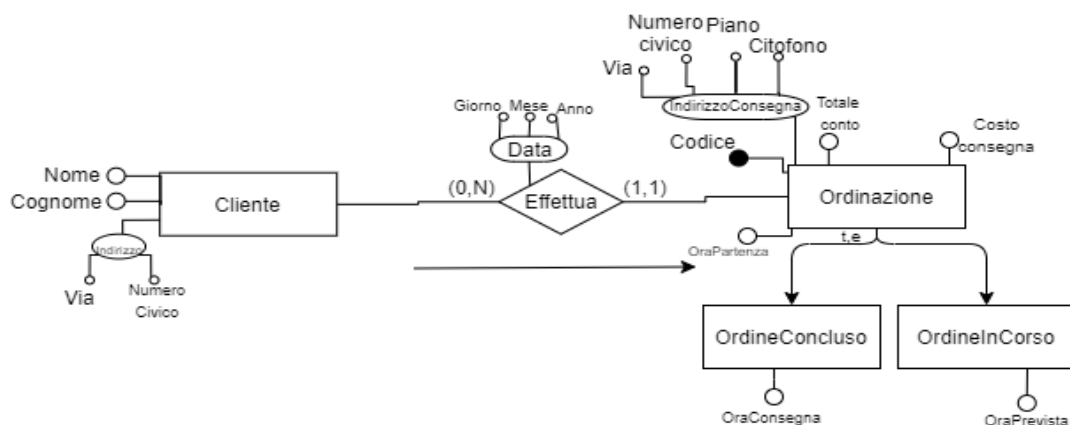 Numero
civico
Piano
Citofono
Via
IndirizzoConsegna
Giorno
Mese
Anno
Data
Totale
conto
Costo
consegna
Codice
Nome
Cognome
Cliente
(0,N)
Effettua
(1,1)
Ordinazione
Indirizzo
Via
Numero
Civico
OraPartenza
t,e
OrdineConcluso
OrdineInCorso
OraConsegna
OraPrevista